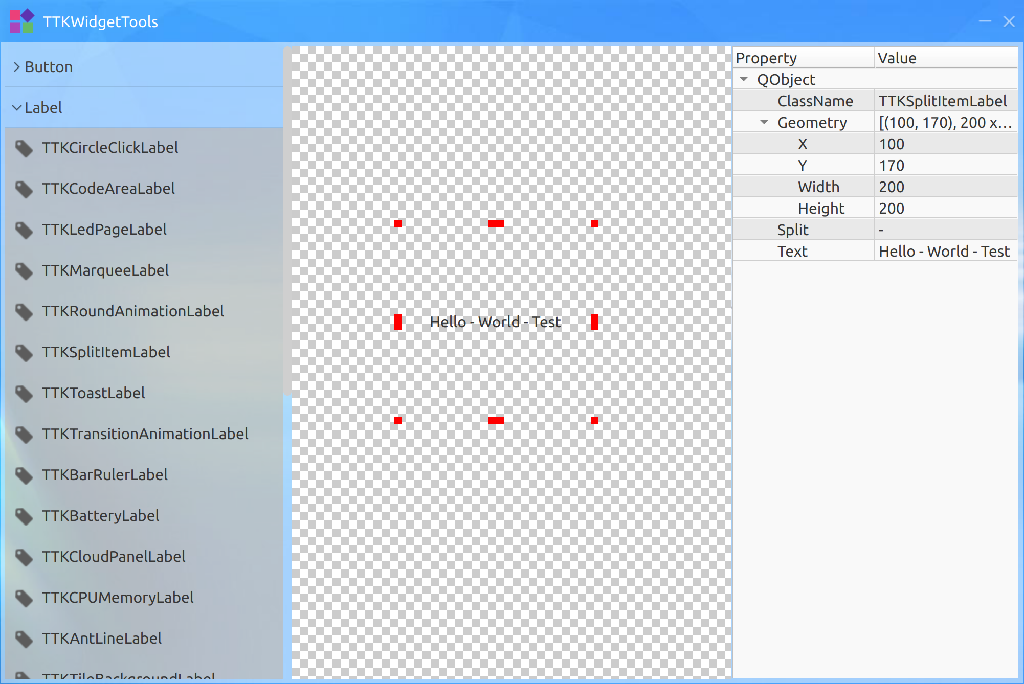 TTKWidgetTools
Button
Label
TTKCircleClickLabel
TTKCodeAreaLabel
TTKLedPageLabel
TTKMarqueeLabel
TTKRoundAnimationLabel
TTKSplitItemLabel
TTKToastLabel
TTKTransitionAnimationLabel
TTKBarRulerLabel
TTKBatteryLabel
TTKCloudPanelLabel
TTKCPUMemoryLabel
TTKAntLineLabel
TTKTileBackgroundLabel
Hello - World - Test
Property Value
QObject
ClassName TTKSplitItemLabel
Geometry [(100, 170), 200 x...
X 100
Y 170
Width 200
Height 200
Split -
Text Hello - World - Test